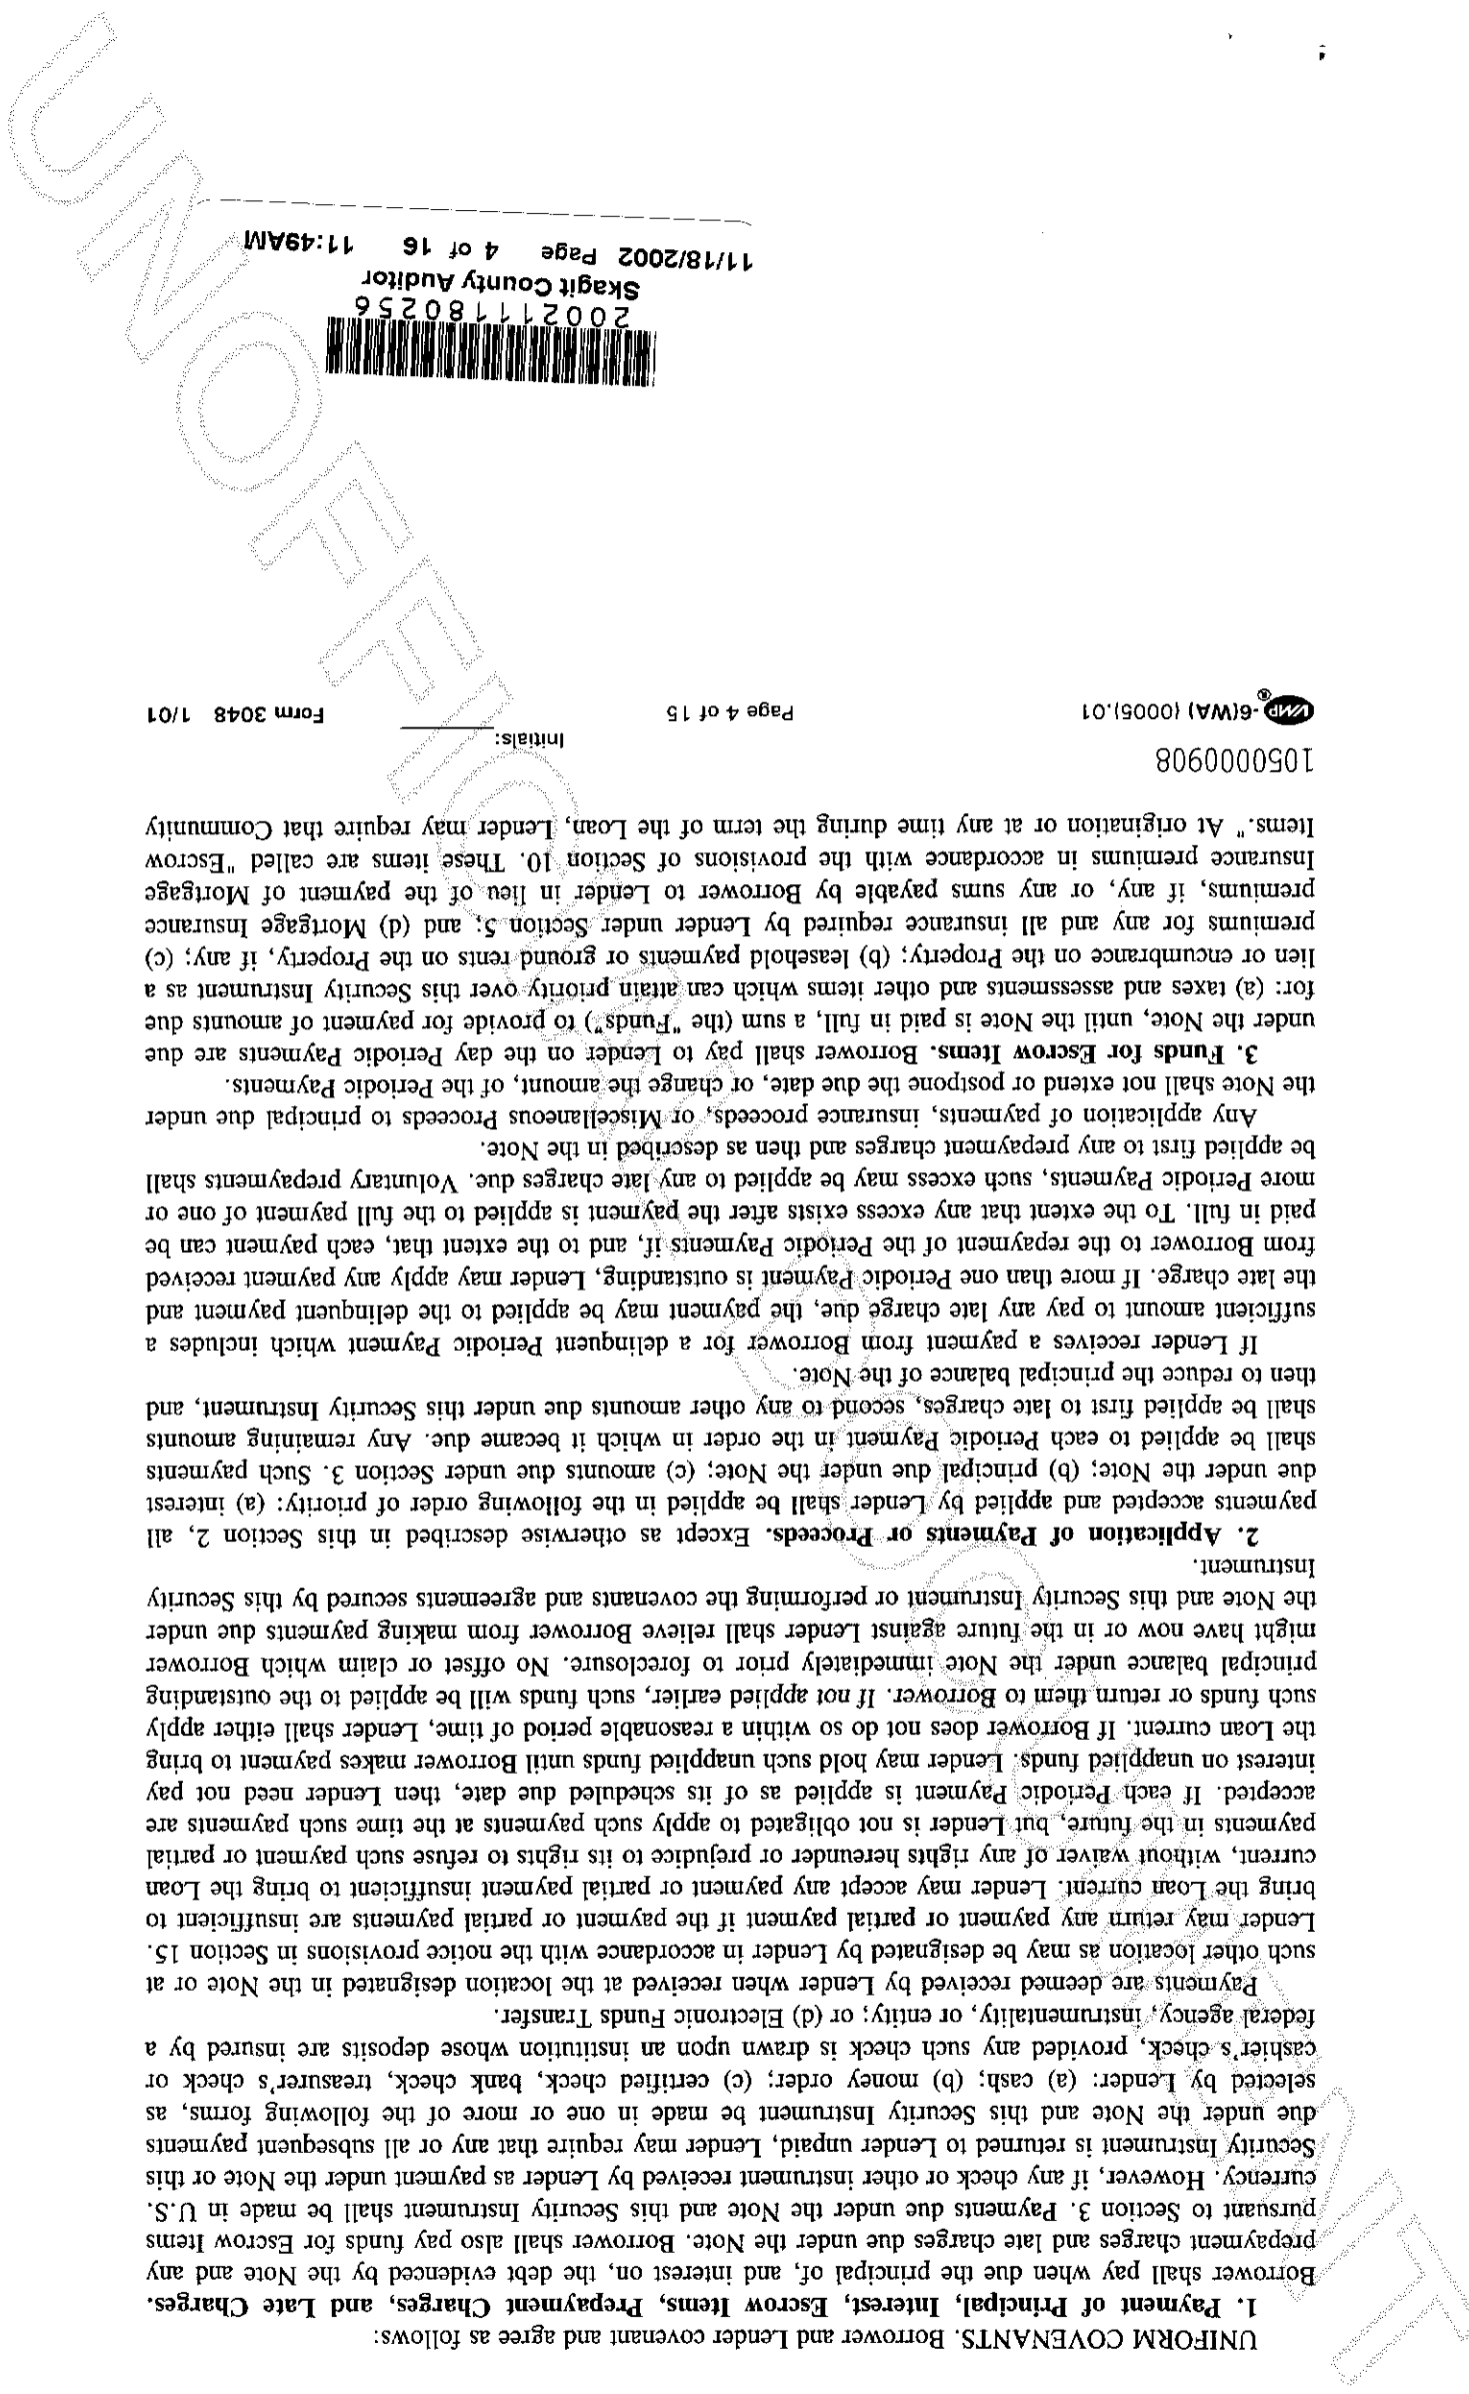 UNIFORM COVENANTS. Borrower and Lender covenant and agree as follows:
1. Payment of Principal, Interest, Escrow Items, Prepayment Charges, and Late Charges.
Borrower shall pay when due the principal of, and interest on, the debt evidenced by the Note and any
prepayment charges and late charges due under the Note. Borrower shall also pay funds for Escrow Items
pursuant to Section 3. Payments due under the Note and this Security Instrument shall be made in U.S.
currency. However, if any check or other instrument received by Lender as payment under the Note or this
Security Instrument is returned to Lender unpaid, Lender may require that any or all subsequent payments
due under the Note and this Security Instrument be made in one or more of the following forms, as
selected by Lender: (a) cash; (b) money order; (c) certified check, bank check, treasurer's check or
cashier's check, provided any such check is drawn upon an institution whose deposits are insured by a
federal agency, instrumentality, or entity; or (d) Electronic Funds Transfer.
Payments are deemed received by Lender when received at the location designated in the Note or at
such other location as may be designated by Lender in accordance with the notice provisions in Section 15.
Lender may return any payment or partial payment if the payment or partial payments are insufficient to
bring the Loan current. Lender may accept any payment or partial payment insufficient to bring the Loan
current, without waiver of any rights hereunder or prejudice to its rights to refuse such payment or partial
payments in the future, but Lender is not obligated to apply such payments at the time such payments are
accepted. If each Periodic Payment is applied as of its scheduled due date, then Lender need not pay
interest on unapplied funds. Lender may hold such unapplied funds until Borrower makes payment to bring
the Loan current. If Borrower does not do so within a reasonable period of time, Lender shall either apply
such funds or return them to Borrower. If not applied earlier, such funds will be applied to the outstanding
principal balance under the Note immediately prior to foreclosure. No offset or claim which Borrower
might have now or in the future against Lender shall relieve Borrower from making payments due under
the Note and this Security Instrument or performing the covenants and agreements secured by this Security
Instrument.
2. Application of Payments or Proceeds. Except as otherwise described in this Section 2, all
payments accepted and applied by Lender shall be applied in the following order of priority: (a) interest
due under the Note; (b) principal due under the Note; (c) amounts due under Section 3. Such payments
shall be applied to each Periodic Payment in the order in which it became due. Any remaining amounts
shall be applied first to late charges, second to any other amounts due under this Security Instrument, and
then to reduce the principal balance of the Note.
If Lender receives a payment from Borrower for a delinquent Periodic Payment which includes a
sufficient amount to pay any late charge due, the payment may be applied to the delinquent payment and
the late charge. If more than one Periodic Payment is outstanding, Lender may apply any payment received
from Borrower to the repayment of the Periodic Payments if, and to the extent that, each payment can be
paid in full. To the extent that any excess exists after the payment is applied to the full payment of one or
more Periodic Payments, such excess may be applied to any late charges due. Voluntary prepayments shall
be applied first to any prepayment charges and then as described in the Note.
Any application of payments, insurance proceeds, or Miscellaneous Proceeds to principal due under
the Note shall not extend or postpone the due date, or change the amount, of the Periodic Payments.
3. Funds for Escrow Items. Borrower shall pay to Lender on the day Periodic Payments are due
under the Note, until the Note is paid in full, a sum (the "Funds") to provide for payment of amounts due
for: (a) taxes and assessments and other items which can attain priority over this Security Instrument as a
lien or encumbrance on the Property; (b) leasehold payments or ground rents on the Property, if any; (c)
premiums for any and all insurance required by Lender under Section 5; and (d) Mortgage Insurance
premiums, if any, or any sums payable by Borrower to Lender in lieu of the payment of Mortgage
Insurance premiums in accordance with the provisions of Section 10. These items are called "Escrow
Items." At origination or at any time during the term of the Loan, Lender may require that Community
1050000908
Initials:
VMP®-6(WA) (0005).01 Page 4 of 15 Form 3048 1/01
200211180256
Skagit County Auditor
11/18/2002 Page 4 of 16 11:49AM
UNOFFICIAL DOCUMENT